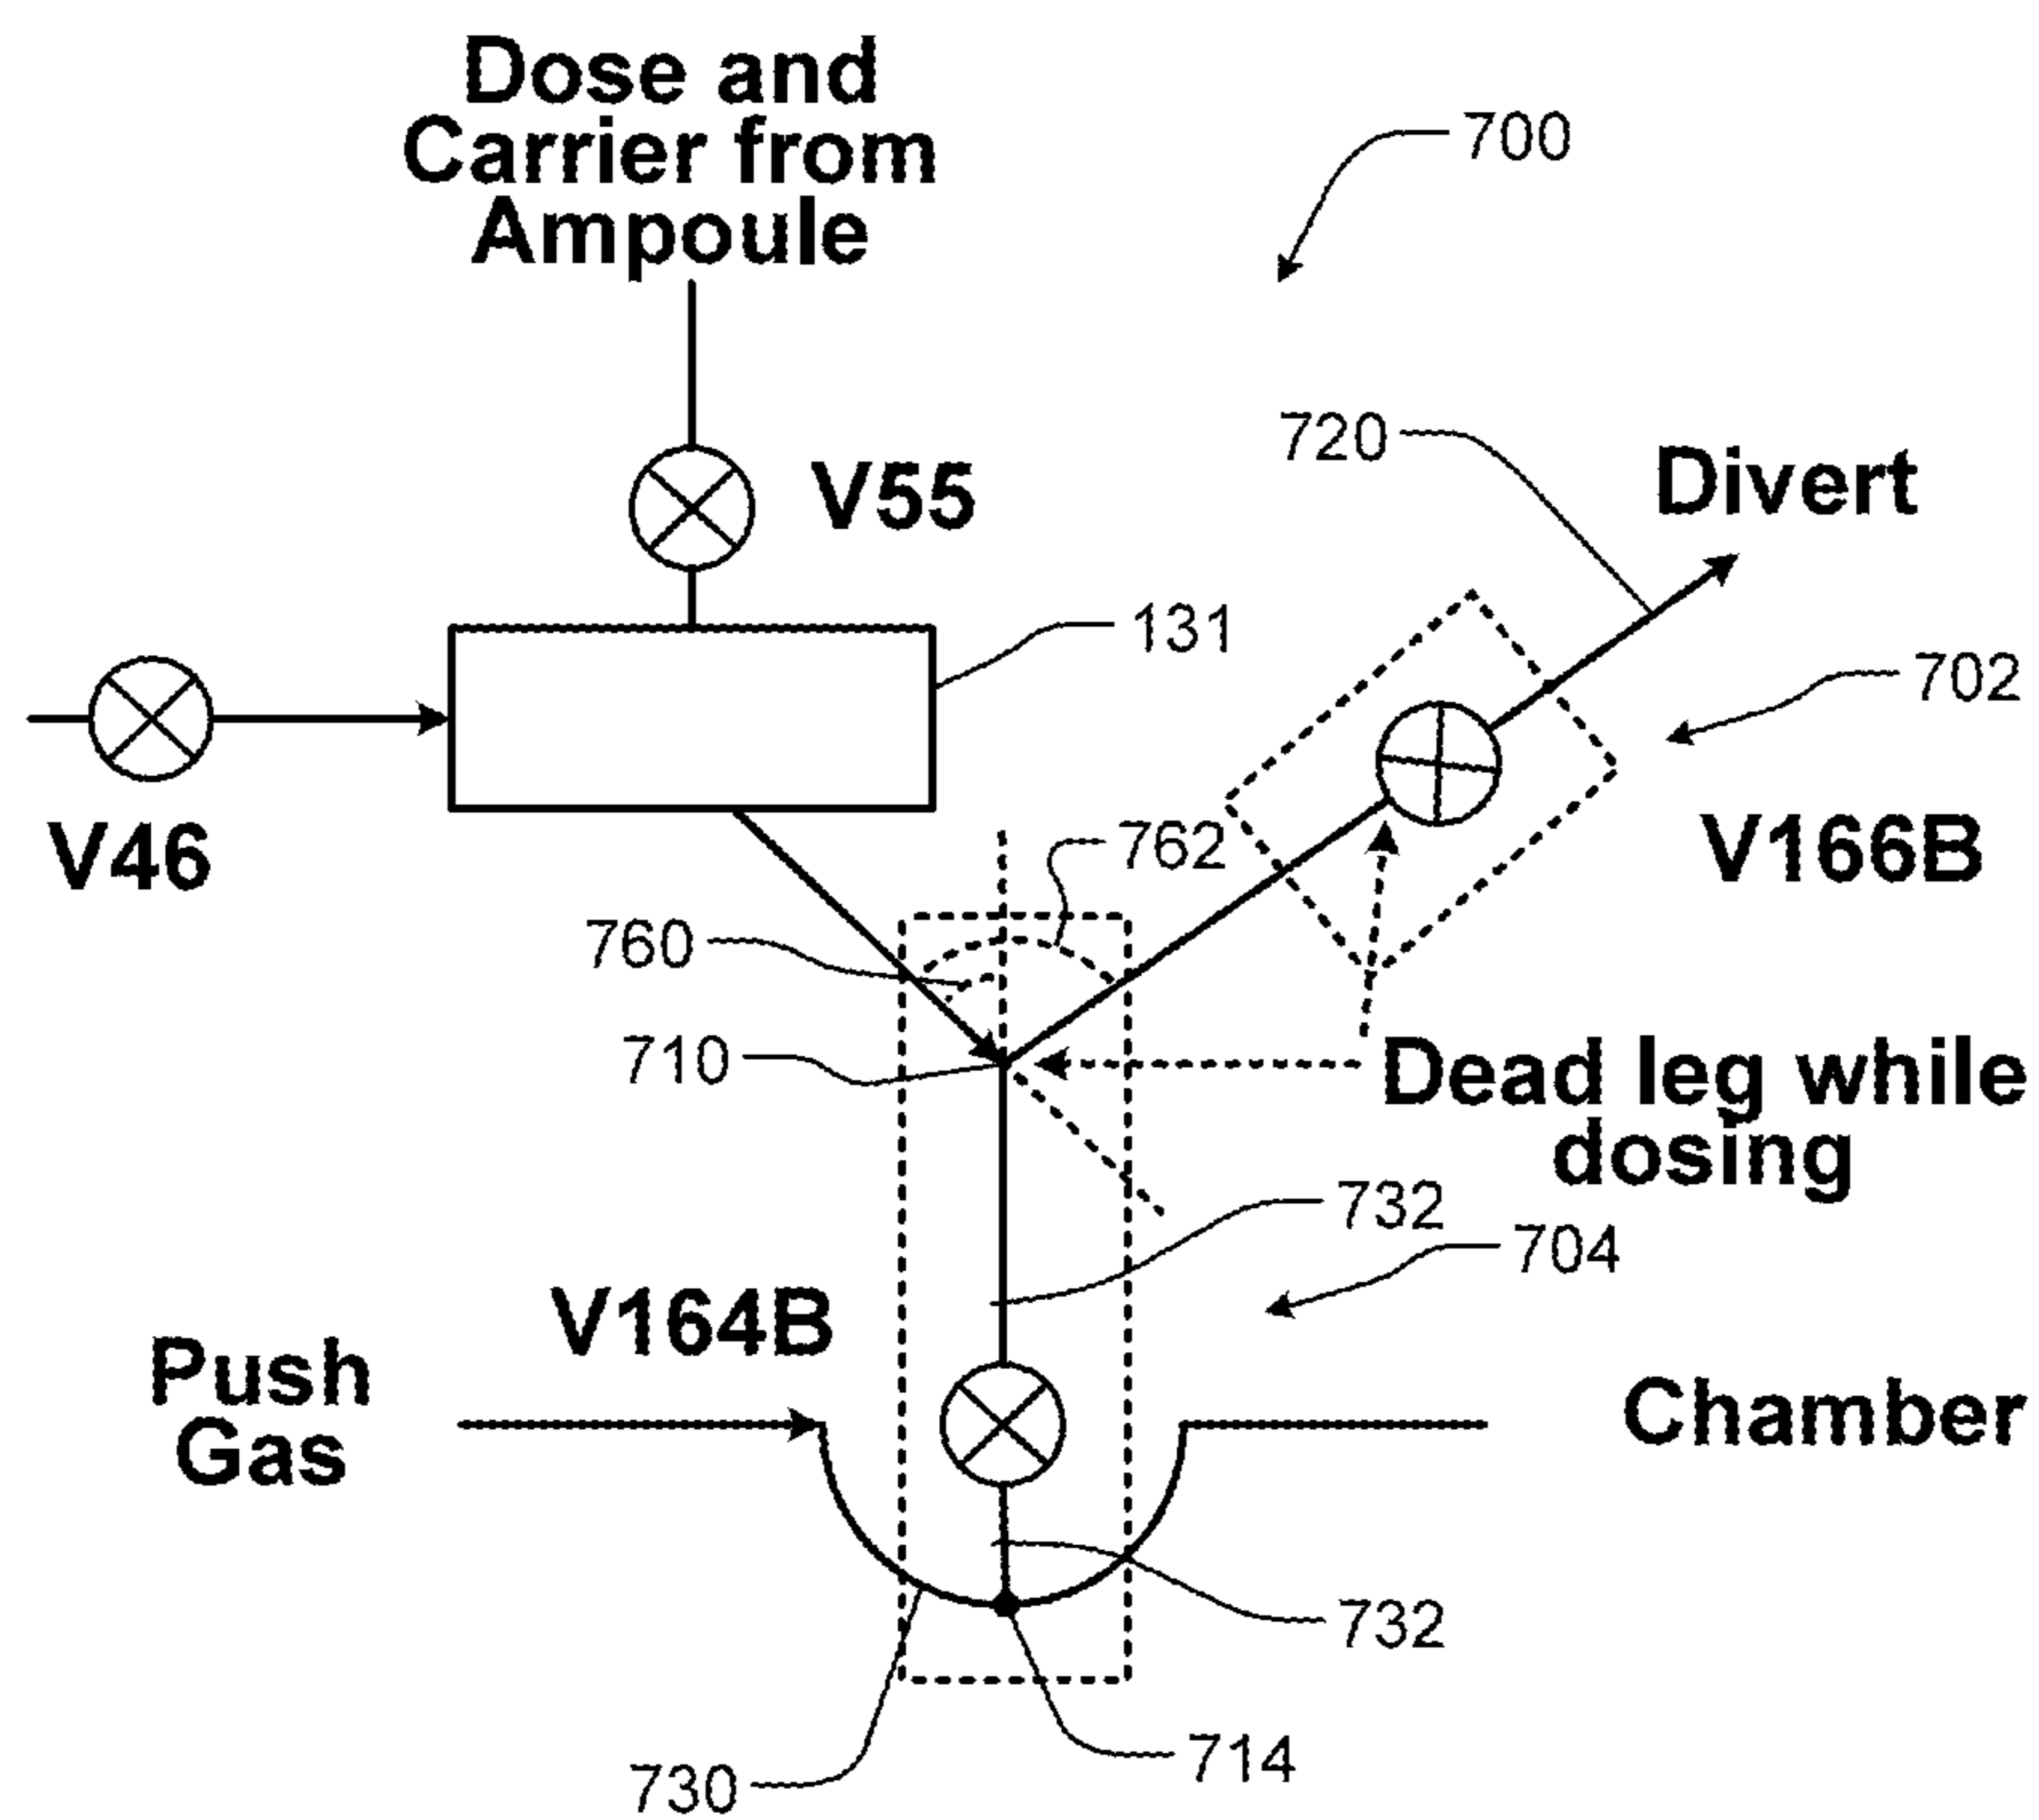 Dose and
Carrier from
Ampoule
700
720
Divert
V55
131
702
V46
762
V166B
760
710
Dead leg while
dosing
732
704
V164B
Push
Gas
Chamber
732
714
730